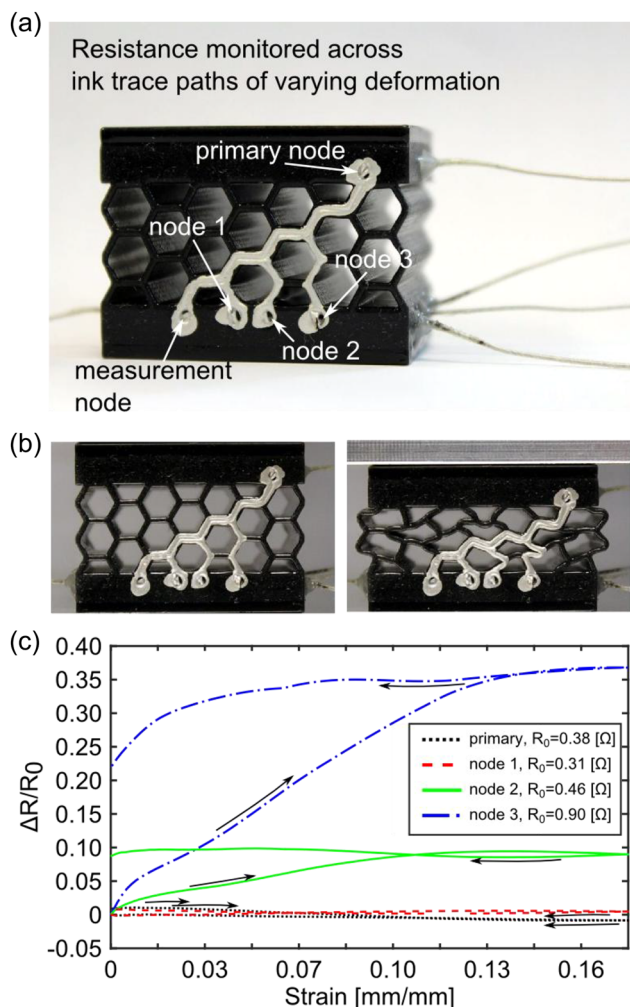 (a)
Resistance monitored across
ink trace paths of varying deformation
primary node
node 1
node 3
node 2
measurement
node
(b)
(c)
0.40
0.35
0.30
0.25
0.20
0.15
0.10
0.05
0
-0.05
ΔR/R₀
primary, R₀=0.38 [Ω]
node 1, R₀=0.31 [Ω]
node 2, R₀=0.46 [Ω]
node 3, R₀=0.90 [Ω]
0 0.03 0.07 0.10 0.13 0.16
Strain [mm/mm]